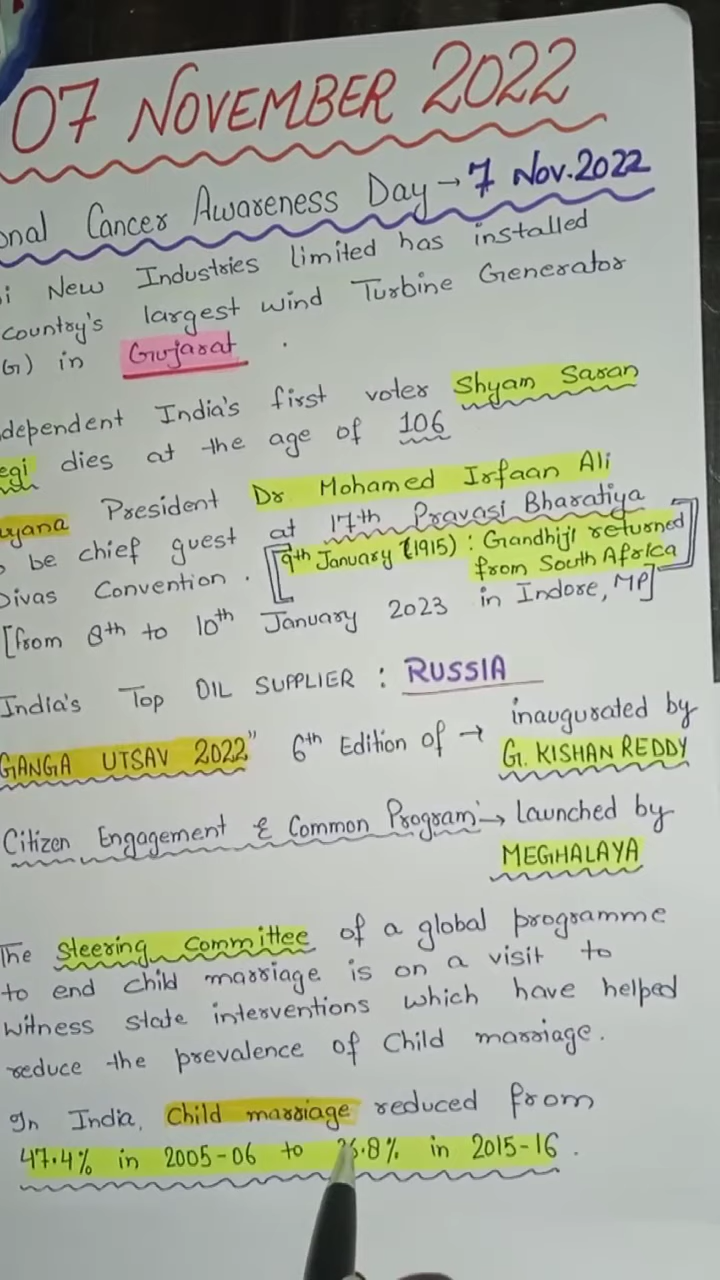 07 NOVEMBER 2022
onal Cancer Awareness Day → 7 Nov.2022
i New Industries limited has installed
country's largest wind Turbine Generator
G) in Gujarat .
dependent India's first voter Shyam Saran
egi dies at the age of 106
yana President Dr Mohamed Irfaan Ali
o be chief guest at 17th Pravasi Bharatiya
Divas Convention . [9th January (1915) : Gandhiji returned
from South Africa]
[from 8th to 10th January 2023 in Indore, MP]
India's Top OIL SUPPLIER : RUSSIA
GANGA UTSAV 2022" 6th Edition of → inaugurated by
G. KISHAN REDDY
Citizen Engagement & Common Program → Launched by
MEGHALAYA
The Steering Committee of a global programme
to end child marriage is on a visit to
witness state interventions which have helped
reduce the prevalence of Child marriage.
In India, Child marriage reduced from
47.4% in 2005-06 to 26.8% in 2015-16 .